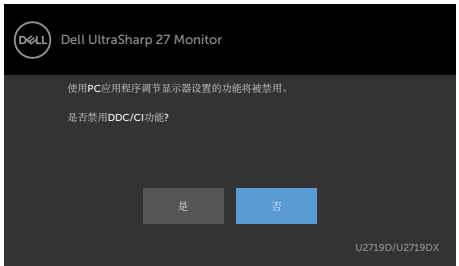 DELL
Dell UltraSharp 27 Monitor
使用PC应用程序调节显示器设置的功能将被禁用。
是否禁用DDC/CI功能?
是
否
U2719D/U2719DX